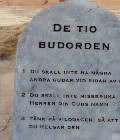 DE TIO
BUDORDEN
1 DU SKALL INTE HA NÅGRA
ANDRA GUDAR VID SIDAN AV
2 DU SKALL INTE MISSBRUKA
HERREN DIN GUDS NAMN
3 TÄNK PÅ VILODAGEN, SÅ ATT
DU HELGAR DEN